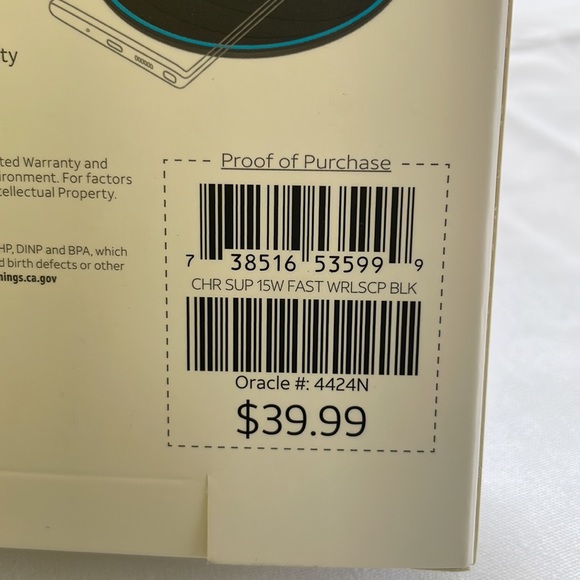 ty
ted Warranty and
ironment. For factors
tellectual Property.
HP, DINP and BPA, which
d birth defects or other
nings.ca.gov
Proof of Purchase
7 38516 53599 9
CHR SUP 15W FAST WRLSCP BLK
Oracle #: 4424N
$39.99